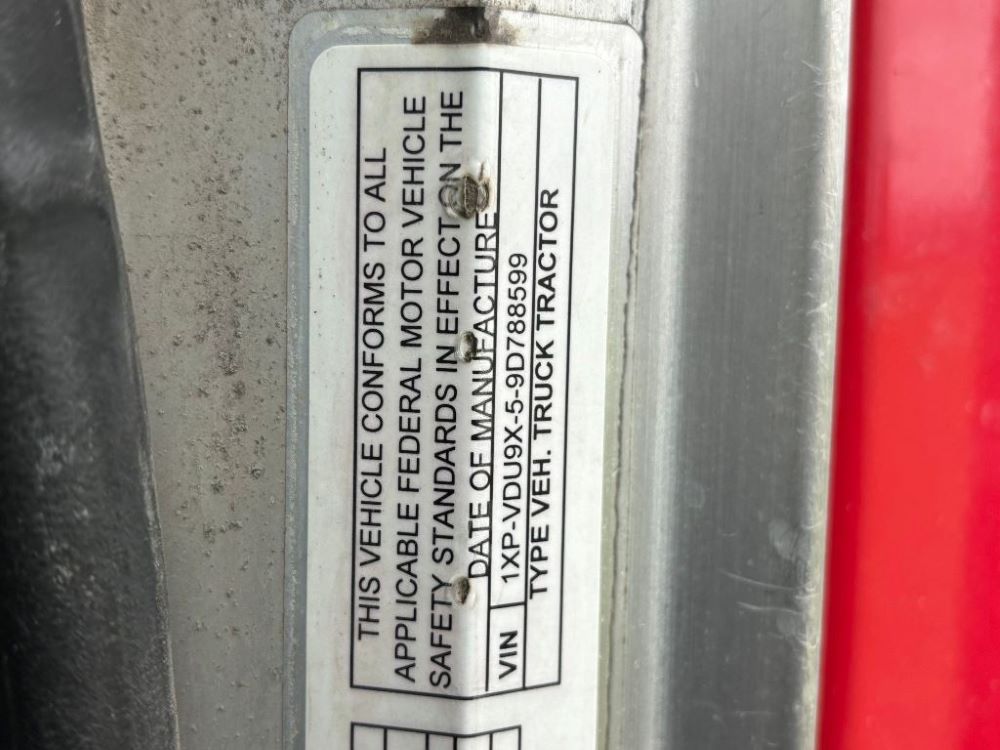 THIS VEHICLE CONFORMS TO ALL
APPLICABLE FEDERAL MOTOR VEHICLE
SAFETY STANDARDS IN EFFECT ON THE
DATE OF MANUFACTURE
VIN 1XP-VDU9X-5-9D788599
TYPE VEH. TRUCK TRACTOR